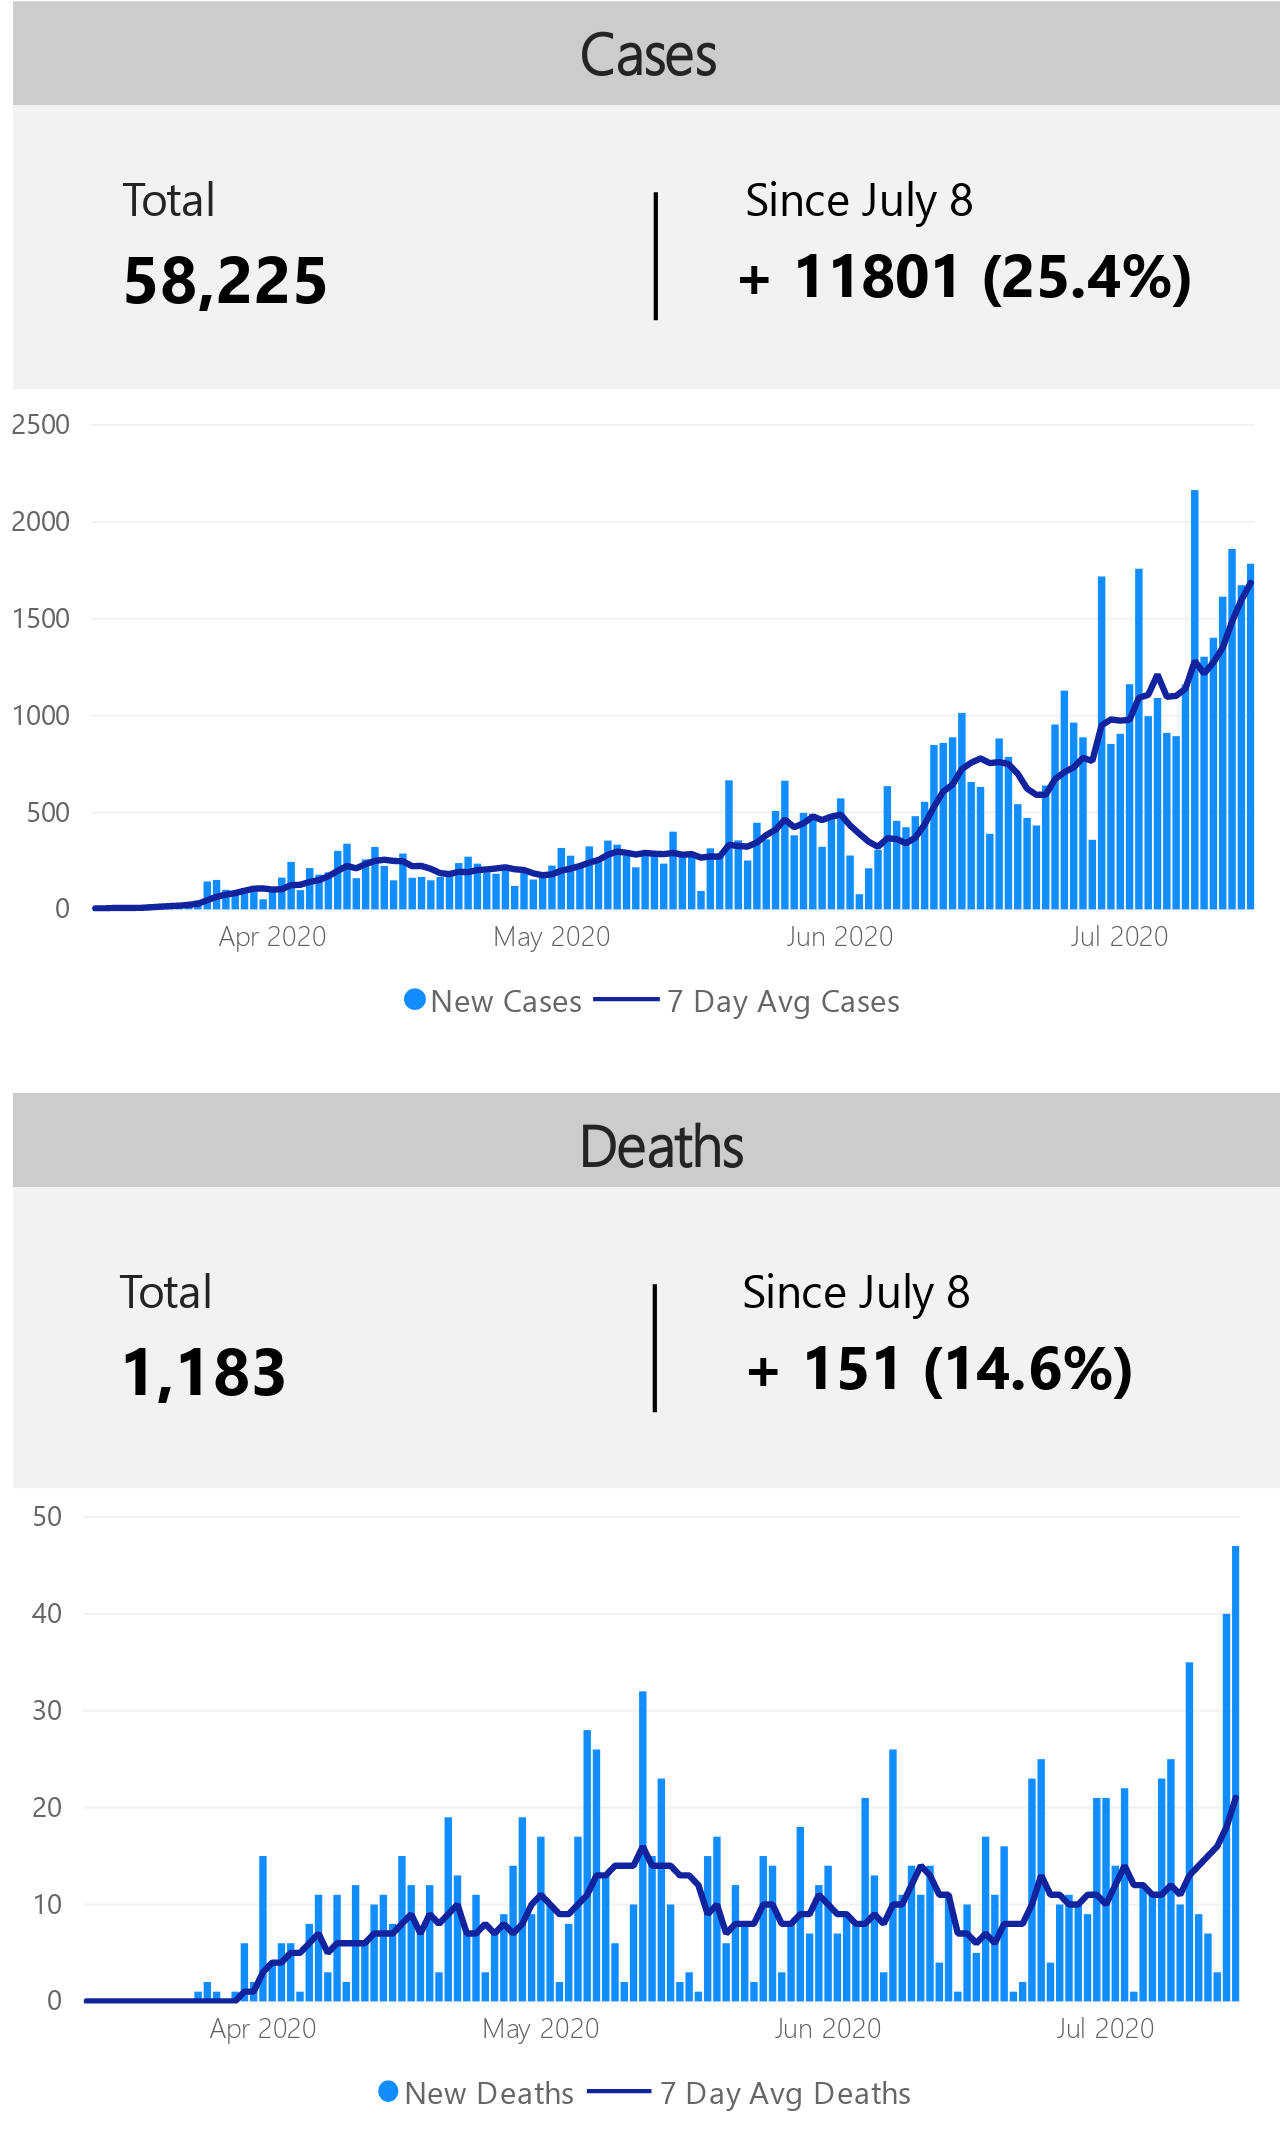 Cases
Total
Since July 8
58,225
+ 11801 (25.4%)
2500
2000
1500
1000
500
0
Apr 2020
May 2020
Jun 2020
Jul 2020
New Cases
7 Day Avg Cases
Deaths
Total
Since July 8
1,183
+ 151 (14.6%)
50
40
30
20
10
0
Apr 2020
May 2020
Jun 2020
Jul 2020
New Deaths
7 Day Avg Deaths